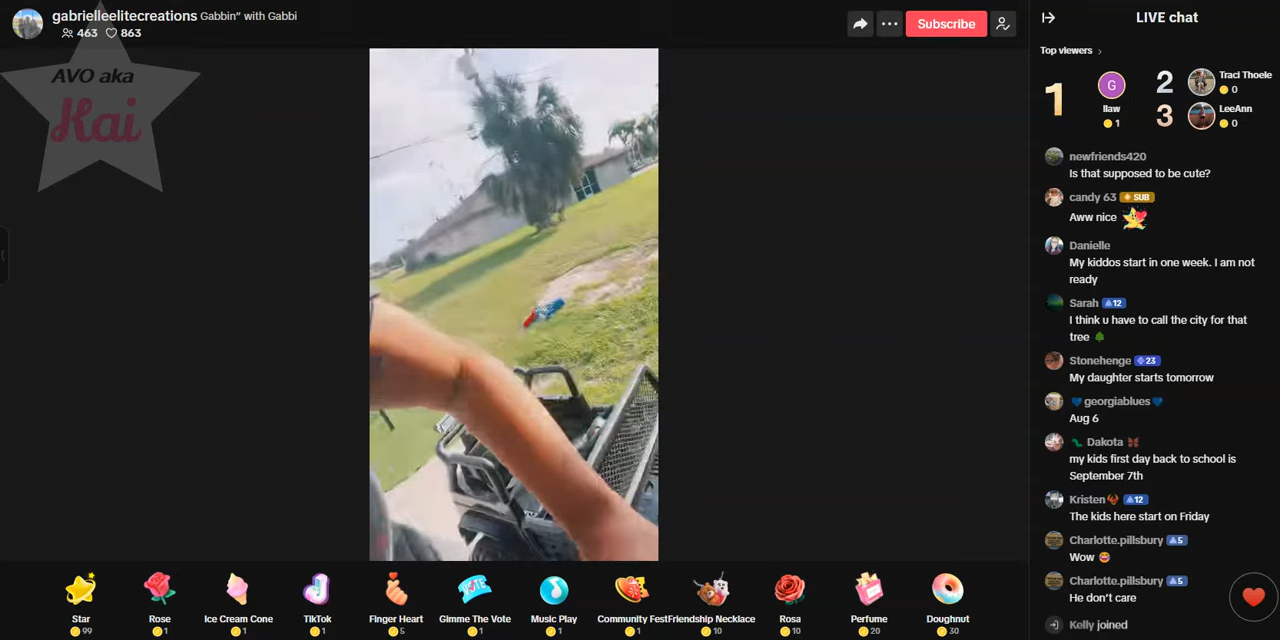 gabrielleelitecreations Gabbin" with Gabbi
463 863
AVO aka
Kai
Subscribe
LIVE chat
Top viewers
1
G
Ilaw
1
2
Traci Thoele
0
3
LeeAnn
0
newfriends420
Is that supposed to be cute?
candy 63 SUB
Aww nice
Danielle
My kiddos start in one week. I am not
ready
Sarah 12
I think u have to call the city for that
tree
Stonehenge 23
My daughter starts tomorrow
georgiablues
Aug 6
Dakota
my kids first day back to school is
September 7th
Kristen 12
The kids here start on Friday
Charlotte.pillsbury 5
Wow
Charlotte.pillsbury 5
He don't care
Kelly joined
VOTE
Star Rose Ice Cream Cone TikTok Finger Heart Gimme The Vote Music Play Community Fest Friendship Necklace Rosa Perfume Doughnut
99 1 1 1 5 1 1 1 10 10 20 30